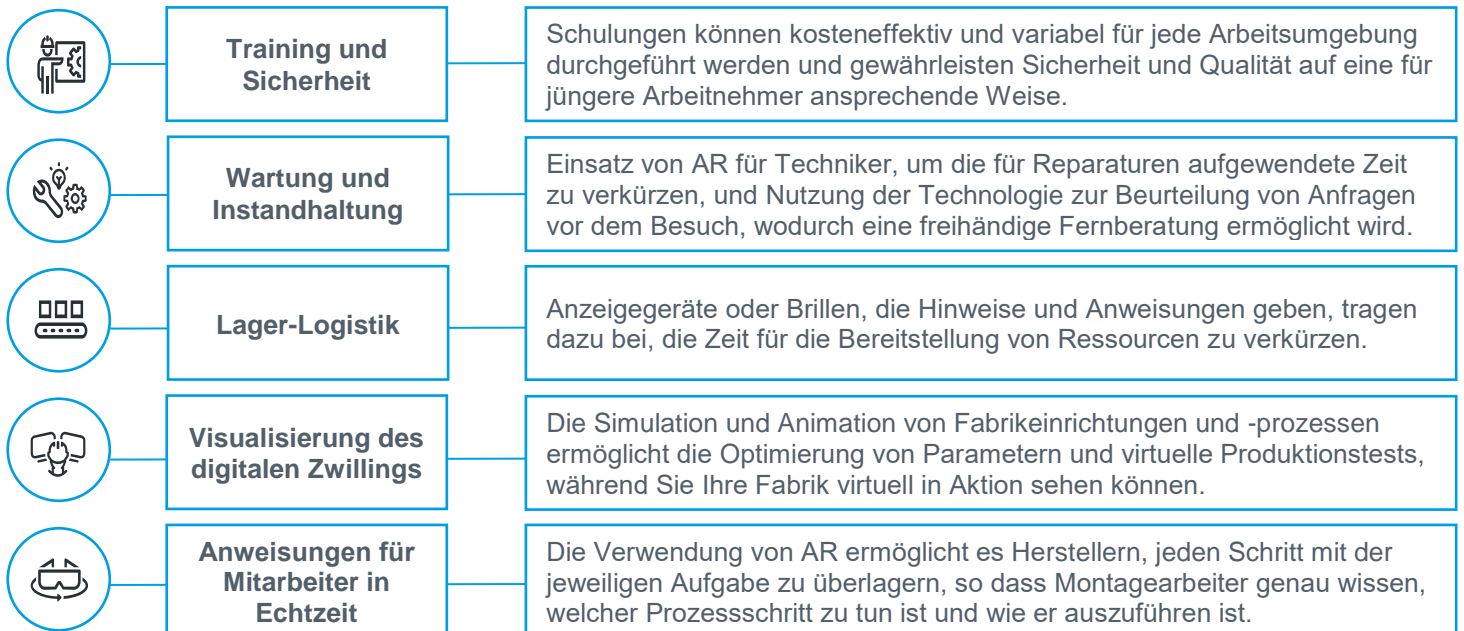 Training und
Sicherheit
Schulungen können kosteneffektiv und variabel für jede Arbeitsumgebung
durchgeführt werden und gewährleisten Sicherheit und Qualität auf eine für
jüngere Arbeitnehmer ansprechende Weise.
Wartung und
Instandhaltung
Einsatz von AR für Techniker, um die für Reparaturen aufgewendete Zeit
zu verkürzen, und Nutzung der Technologie zur Beurteilung von Anfragen
vor dem Besuch, wodurch eine freihändige Fernberatung ermöglicht wird.
Lager-Logistik
Anzeigegeräte oder Brillen, die Hinweise und Anweisungen geben, tragen
dazu bei, die Zeit für die Bereitstellung von Ressourcen zu verkürzen.
Visualisierung des
digitalen Zwillings
Die Simulation und Animation von Fabrikeinrichtungen und -prozessen
ermöglicht die Optimierung von Parametern und virtuelle Produktionstests,
während Sie Ihre Fabrik virtuell in Aktion sehen können.
Anweisungen für
Mitarbeiter in
Echtzeit
Die Verwendung von AR ermöglicht es Herstellern, jeden Schritt mit der
jeweiligen Aufgabe zu überlagern, so dass Montagearbeiter genau wissen,
welcher Prozessschritt zu tun ist und wie er auszuführen ist.